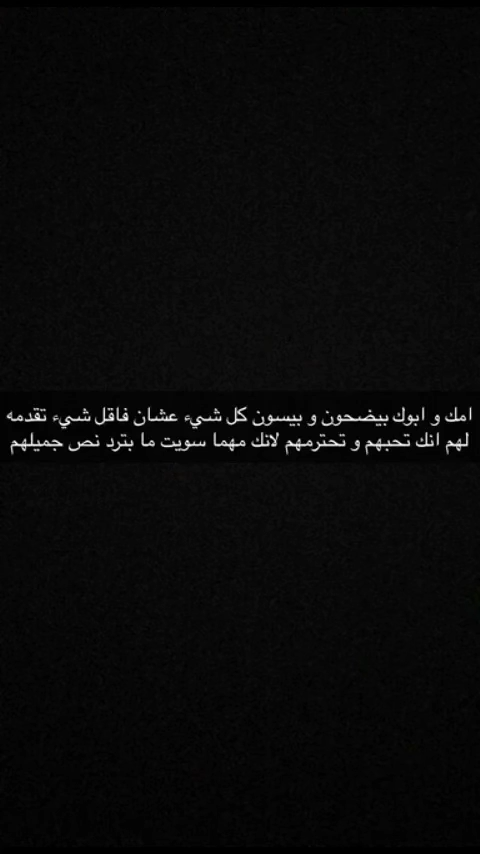 امك و ابوك بيضحون و بيسون كل شيء عشان فاقل شيء تقدمه
لهم انك تحبهم و تحترمهم لانك مهما سويت ما بترد نص جميلهم